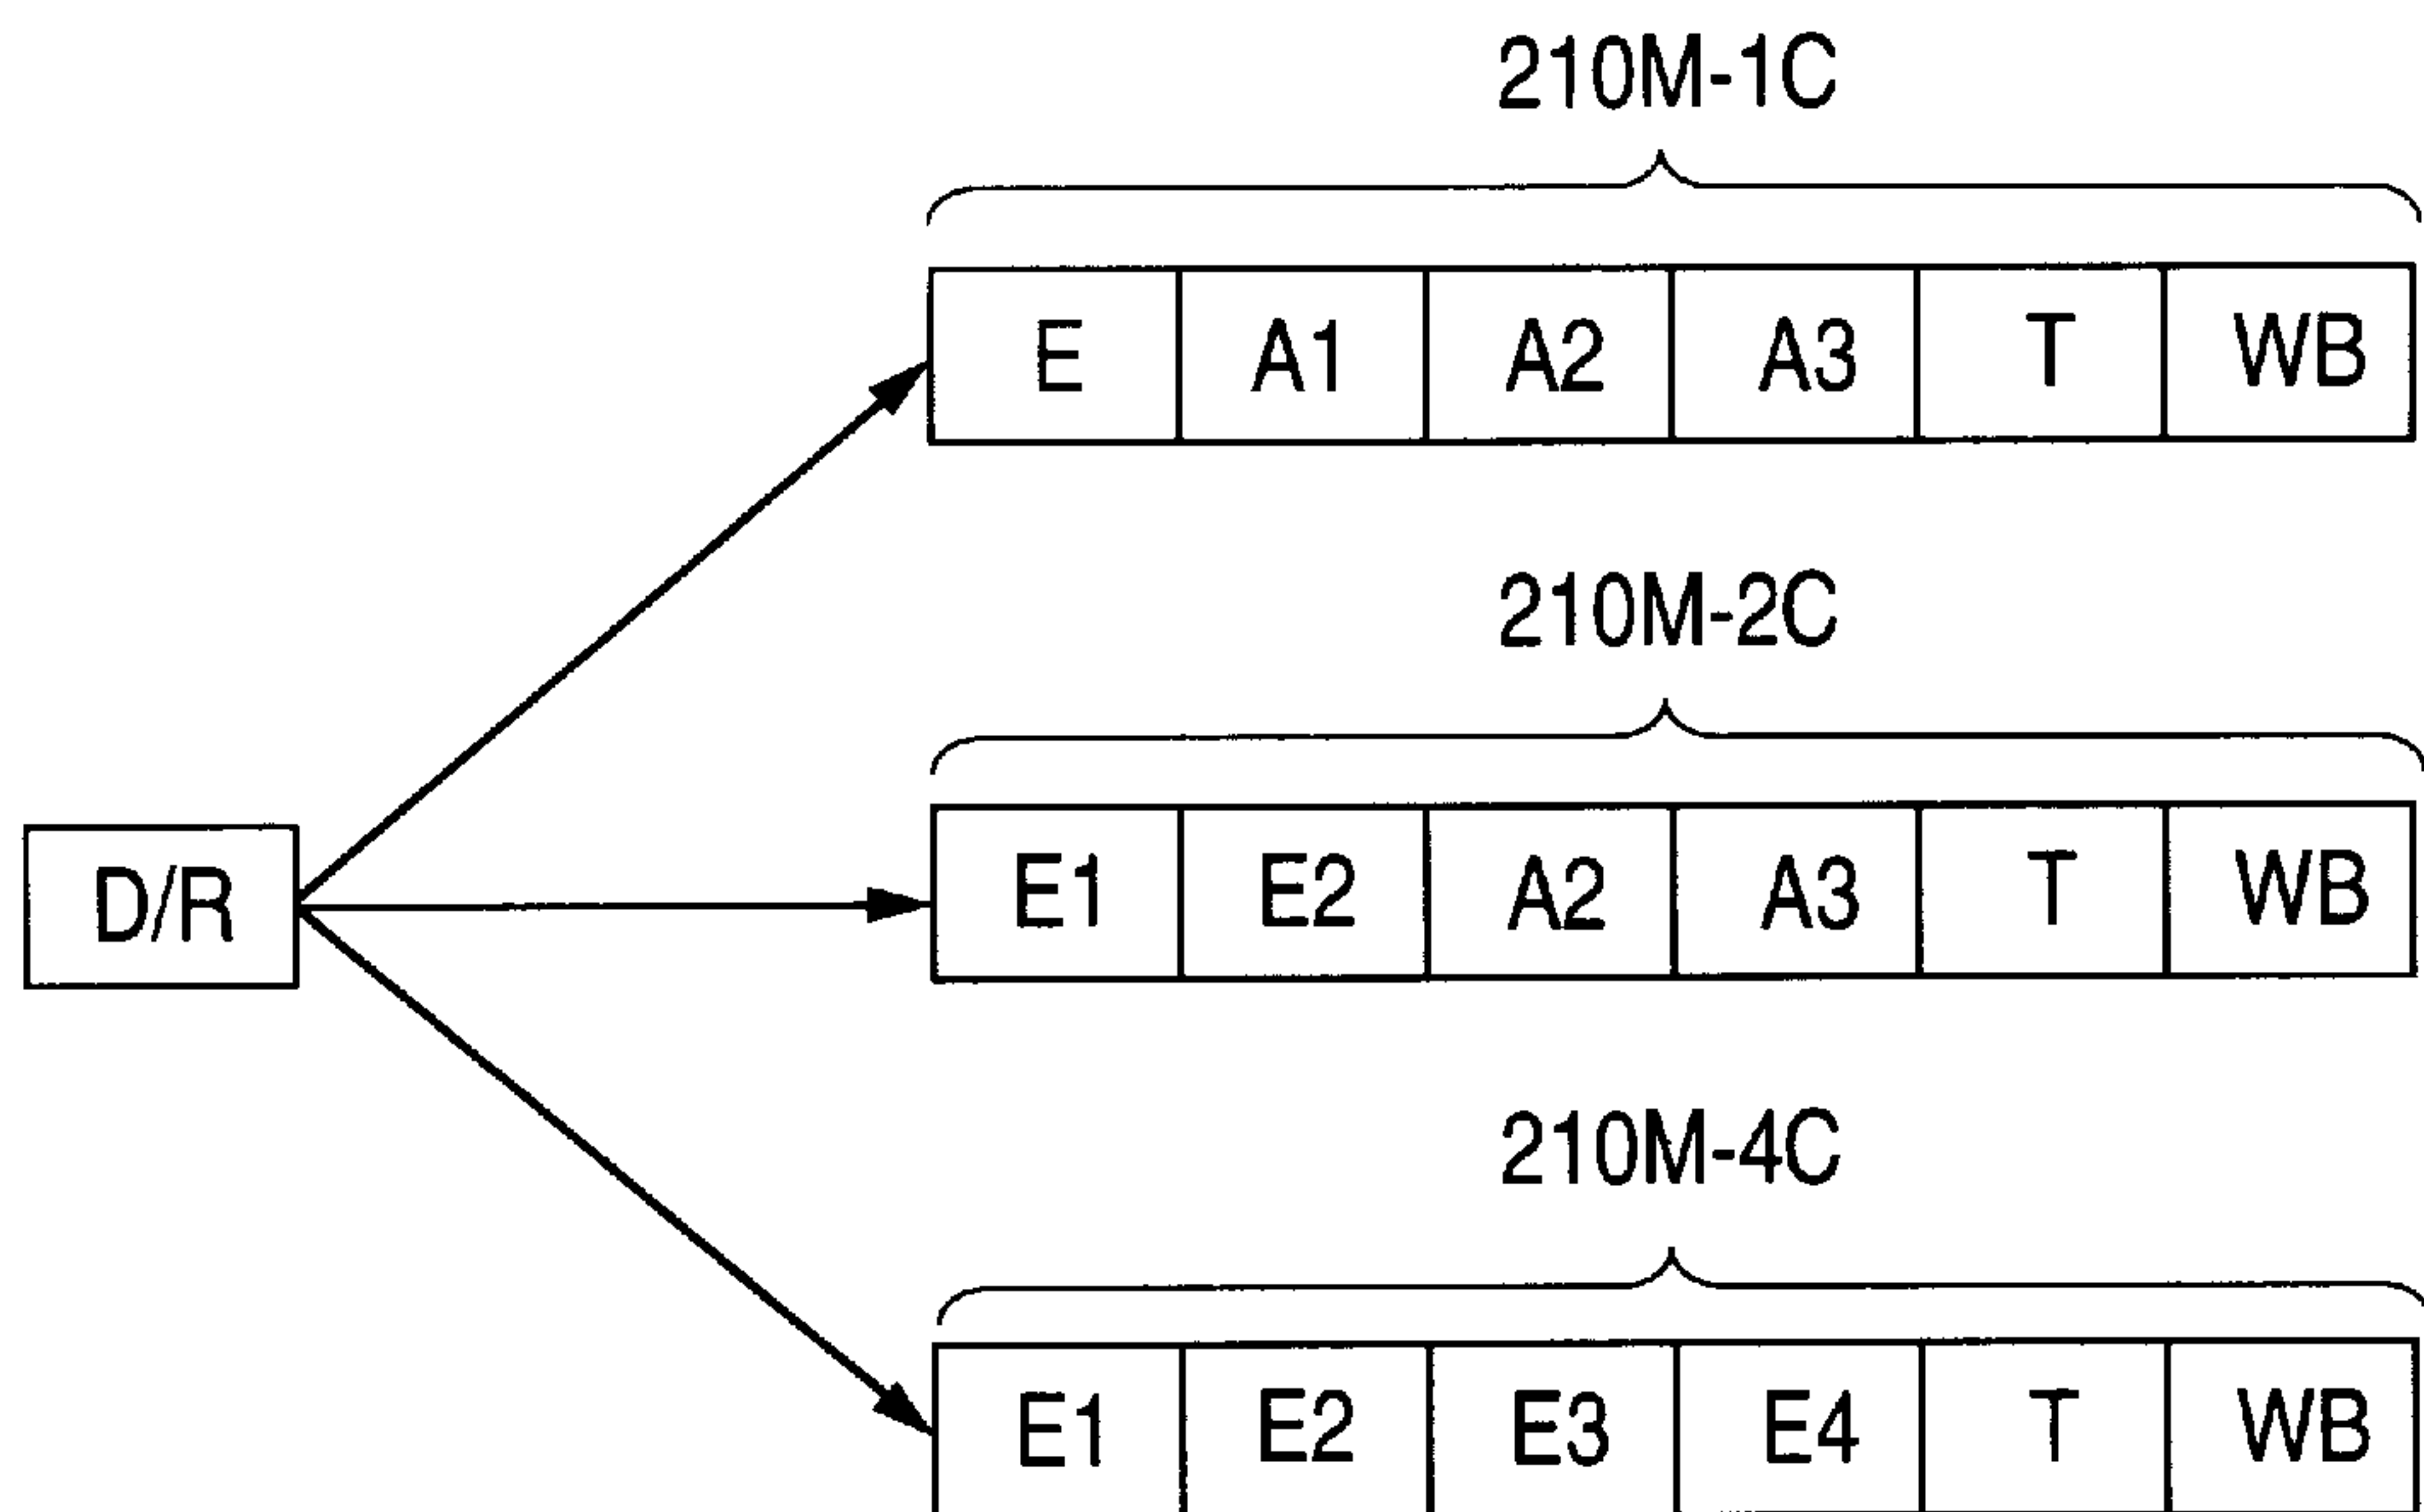 210M-1C
E A1 A2 A3 T WB
210M-2C
D/R
E1 E2 A2 A3 T WB
210M-4C
E1 E2 E3 E4 T WB